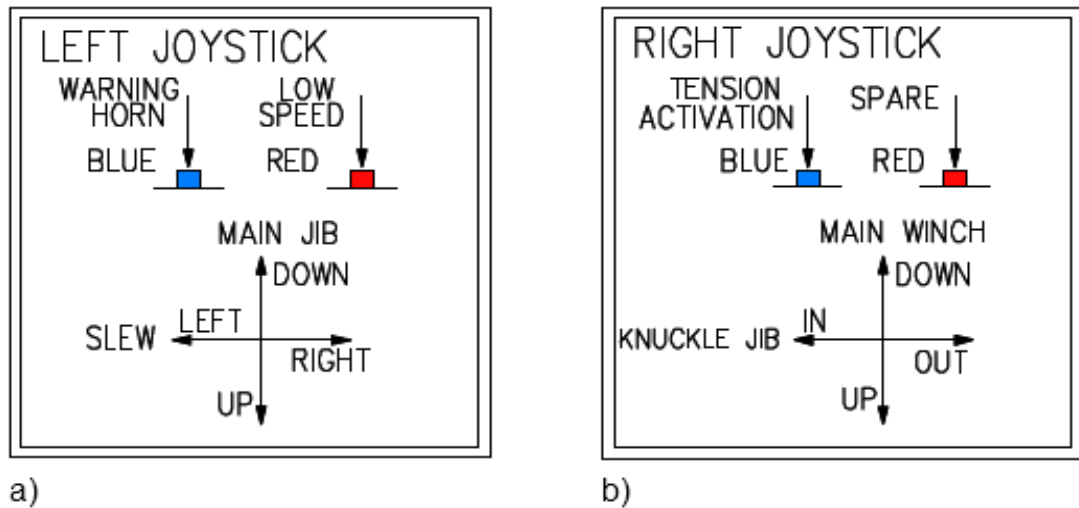 LEFT JOYSTICK
WARNING HORN
LOW SPEED
BLUE
RED
MAIN JIB
DOWN
SLEW
LEFT
RIGHT
UP
a)
RIGHT JOYSTICK
TENSION ACTIVATION
SPARE
BLUE
RED
MAIN WINCH
DOWN
KNUCKLE JIB
IN
OUT
UP
b)